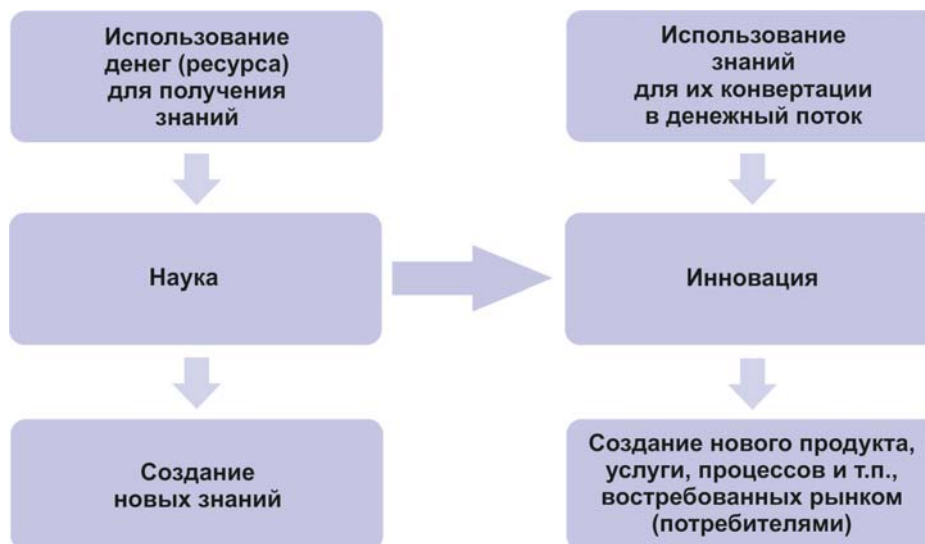 Использование
денег (ресурса)
для получения
знаний
Использование
знаний
для их конвертации
в денежный поток
Наука
Инновация
Создание
новых знаний
Создание нового продукта,
услуги, процессов и т.п.,
востребованных рынком
(потребителями)